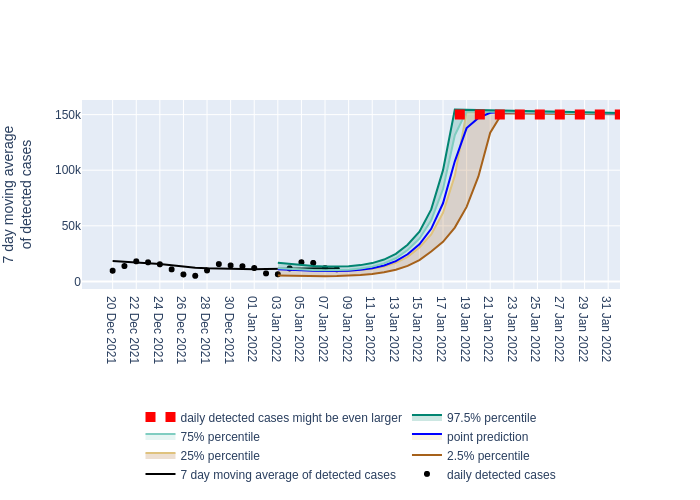 7 day moving average
of detected cases
150k
100k
50k
0
20 Dec 2021
22 Dec 2021
24 Dec 2021
26 Dec 2021
28 Dec 2021
30 Dec 2021
01 Jan 2022
03 Jan 2022
05 Jan 2022
07 Jan 2022
09 Jan 2022
11 Jan 2022
13 Jan 2022
15 Jan 2022
17 Jan 2022
19 Jan 2022
21 Jan 2022
23 Jan 2022
25 Jan 2022
27 Jan 2022
29 Jan 2022
31 Jan 2022
daily detected cases might be even larger
97.5% percentile
75% percentile
point prediction
25% percentile
2.5% percentile
7 day moving average of detected cases
daily detected cases